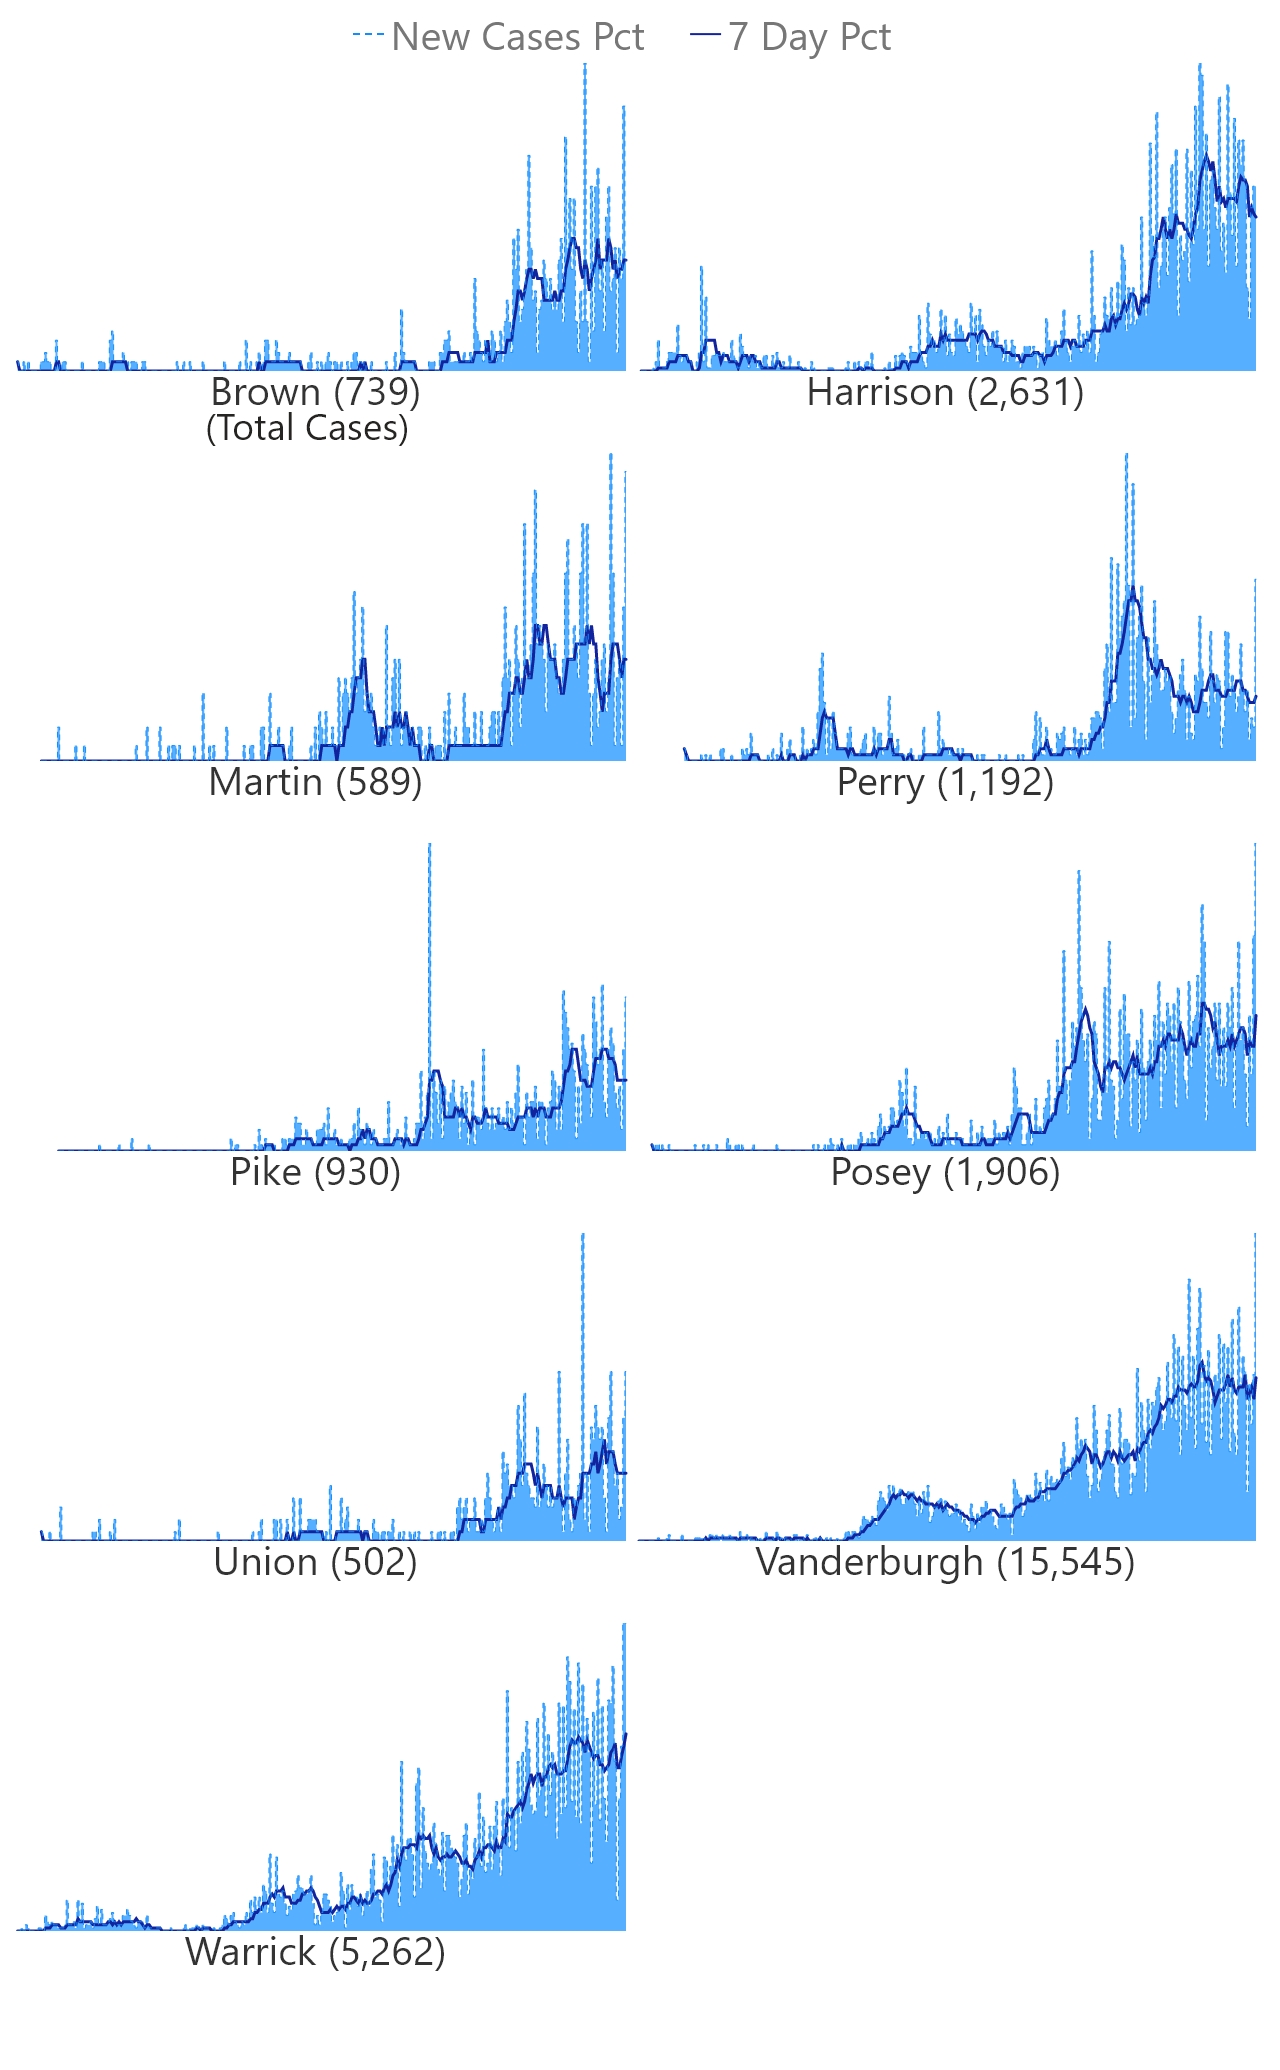 New Cases Pct 7 Day Pct
Brown (739) Harrison (2,631)
(Total Cases)
Martin (589) Perry (1,192)
Pike (930) Posey (1,906)
Union (502) Vanderburgh (15,545)
Warrick (5,262)